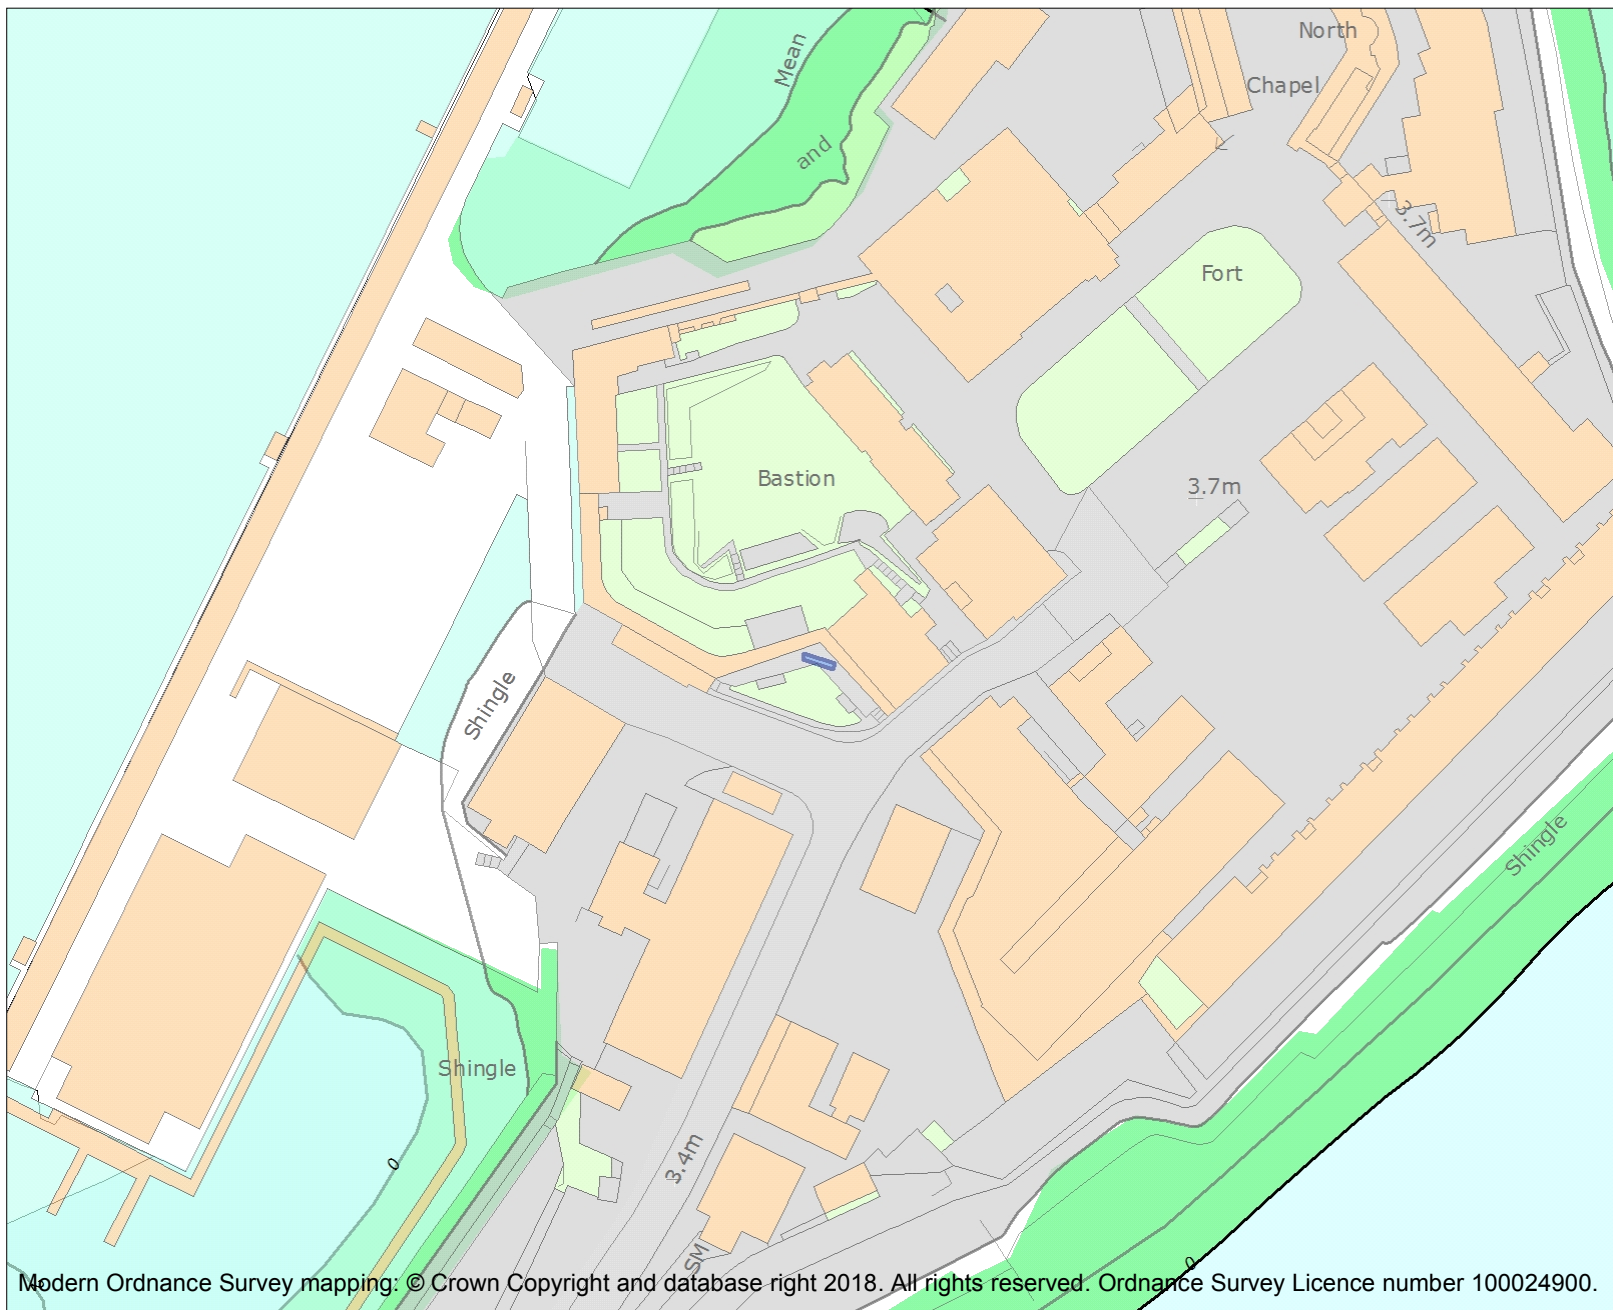 North
Chapel
Mean
and
3.7m
Fort
Bastion
3.7m
Shingle
Shingle
Shingle
3.4m
SM
0
0
Modern Ordnance Survey mapping: © Crown Copyright and database right 2018. All rights reserved. Ordnance Survey Licence number 100024900.